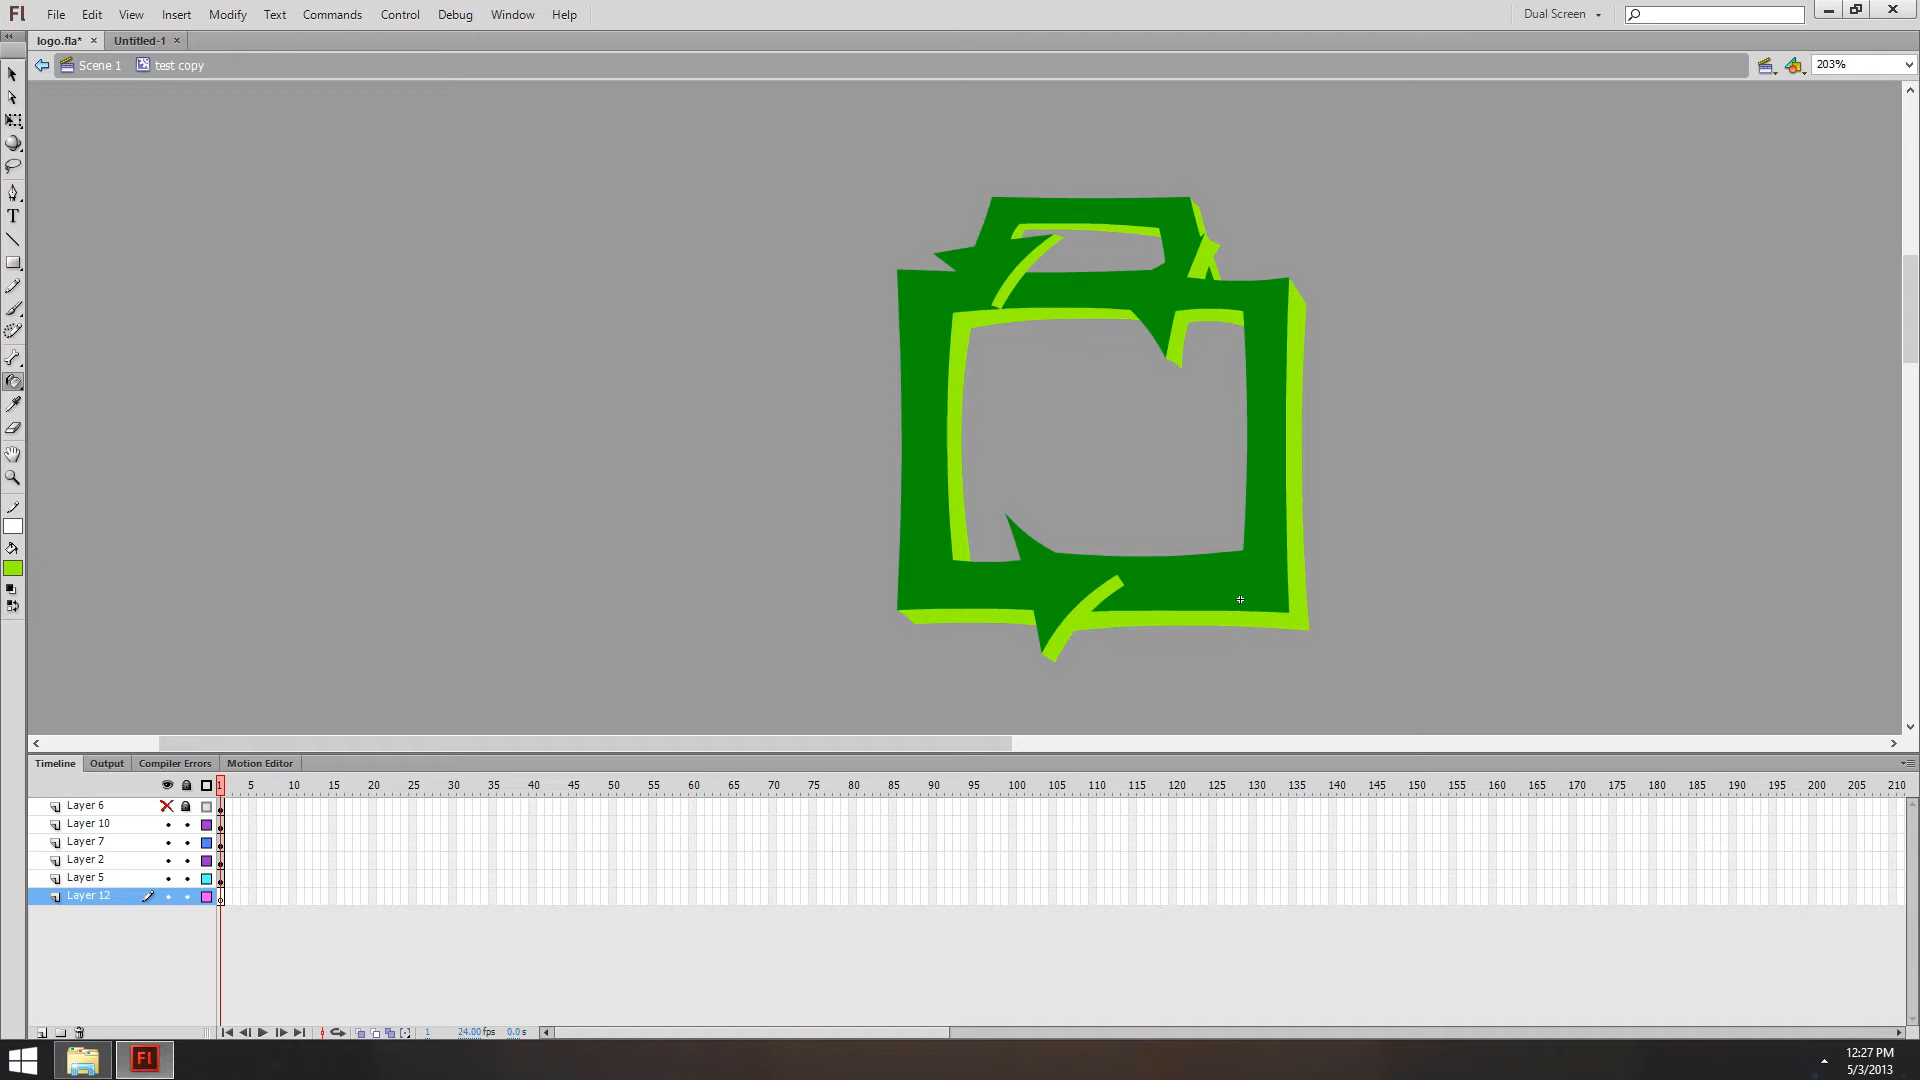 Fl File Edit View Insert Modify Text Commands Control Debug Window Help Dual Screen
logo.fla* Untitled-1
Scene 1 test copy 203%
T
Timeline Output Compiler Errors Motion Editor
1 5 10 15 20 25 30 35 40 45 50 55 60 65 70 75 80 85 90 95 100 105 110 115 120 125 130 135 140 145 150 155 160 165 170 175 180 185 190 195 200 205 210
Layer 6
Layer 10
Layer 7
Layer 2
Layer 5
Layer 12
1 24.00 fps 0.0 s
Fl
12:27 PM
5/3/2013